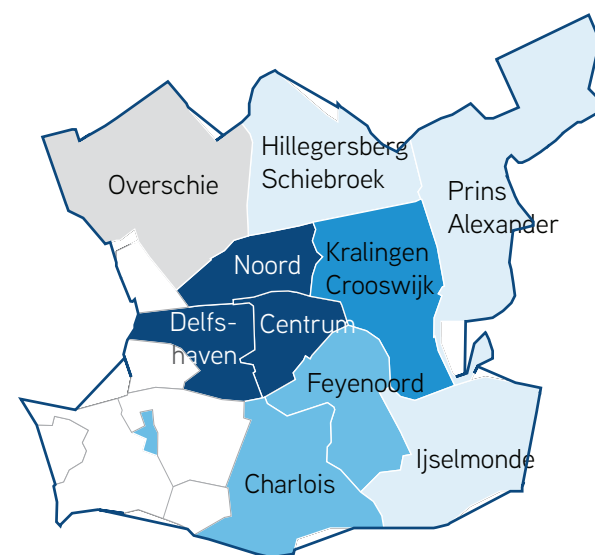 Hillegersberg
Schiebroek
Overschie
Prins
Alexander
Noord
Kralingen
Crooswijk
Delfs-
haven
Centrum
Feyenoord
Ijselmonde
Charlois